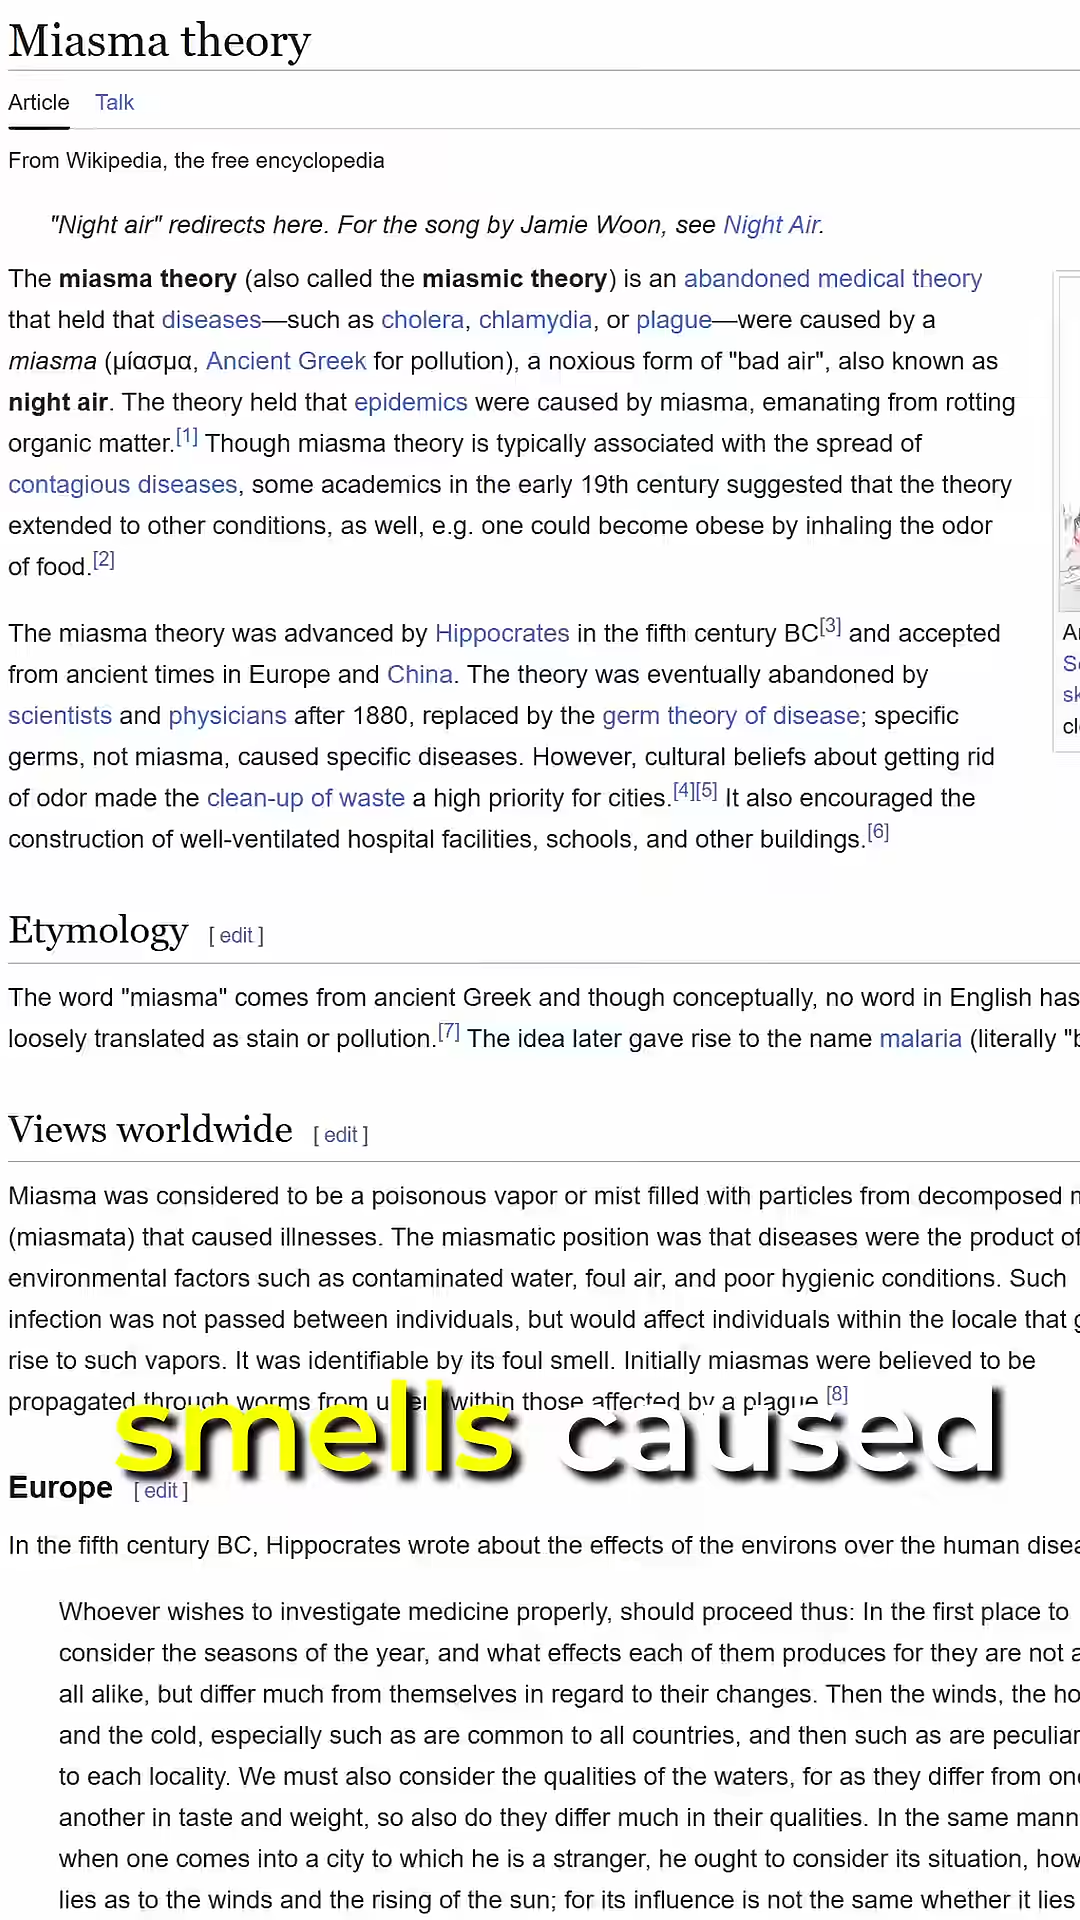 Miasma theory
Article Talk
From Wikipedia, the free encyclopedia
"Night air" redirects here. For the song by Jamie Woon, see Night Air.
The miasma theory (also called the miasmic theory) is an abandoned medical theory
that held that diseases—such as cholera, chlamydia, or plague—were caused by a
miasma (μίασμα, Ancient Greek for pollution), a noxious form of "bad air", also known as
night air. The theory held that epidemics were caused by miasma, emanating from rotting
organic matter.[1] Though miasma theory is typically associated with the spread of
contagious diseases, some academics in the early 19th century suggested that the theory
extended to other conditions, as well, e.g. one could become obese by inhaling the odor
of food.[2]
The miasma theory was advanced by Hippocrates in the fifth century BC[3] and accepted
from ancient times in Europe and China. The theory was eventually abandoned by
scientists and physicians after 1880, replaced by the germ theory of disease; specific
germs, not miasma, caused specific diseases. However, cultural beliefs about getting rid
of odor made the clean-up of waste a high priority for cities.[4][5] It also encouraged the
construction of well-ventilated hospital facilities, schools, and other buildings.[6]
Etymology [ edit ]
The word "miasma" comes from ancient Greek and though conceptually, no word in English has
loosely translated as stain or pollution.[7] The idea later gave rise to the name malaria (literally "b
Views worldwide [ edit ]
Miasma was considered to be a poisonous vapor or mist filled with particles from decomposed
(miasmata) that caused illnesses. The miasmatic position was that diseases were the product of
environmental factors such as contaminated water, foul air, and poor hygienic conditions. Such
infection was not passed between individuals, but would affect individuals within the locale that
rise to such vapors. It was identifiable by its foul smell. Initially miasmas were believed to be
propagated through worms from within those affected by a plague.[8]
smells caused
Europe [ edit ]
In the fifth century BC, Hippocrates wrote about the effects of the environs over the human disea
Whoever wishes to investigate medicine properly, should proceed thus: In the first place to
consider the seasons of the year, and what effects each of them produces for they are not a
all alike, but differ much from themselves in regard to their changes. Then the winds, the ho
and the cold, especially such as are common to all countries, and then such as are peculiar
to each locality. We must also consider the qualities of the waters, for as they differ from one
another in taste and weight, so also do they differ much in their qualities. In the same mann
when one comes into a city to which he is a stranger, he ought to consider its situation, how
lies as to the winds and the rising of the sun; for its influence is not the same whether it lies